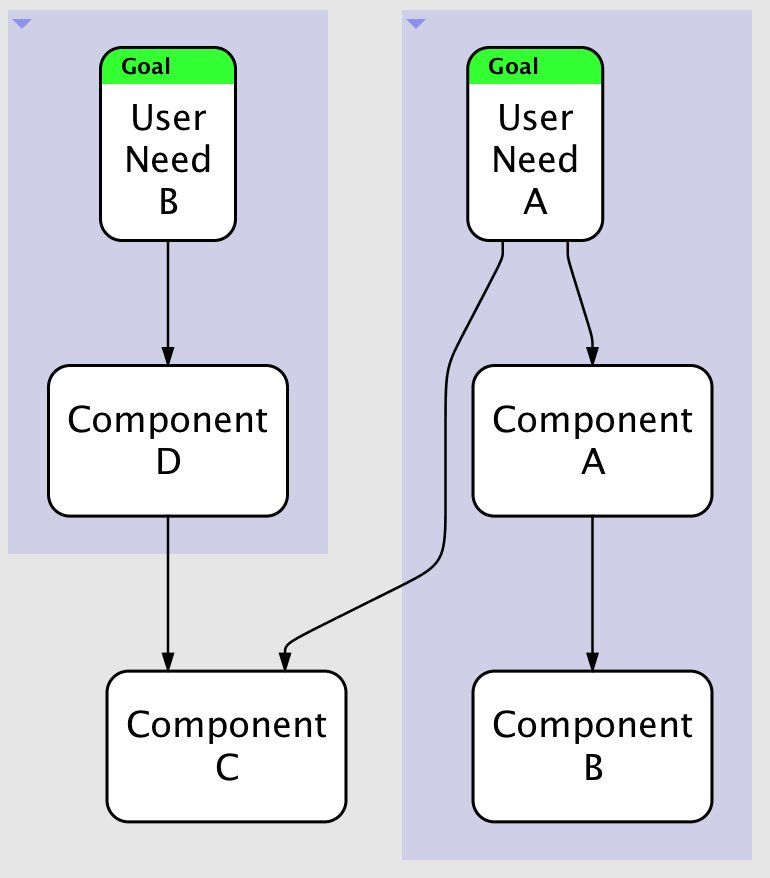 Goal
User
Need
B
Goal
User
Need
A
Component
D
Component
A
Component
C
Component
B